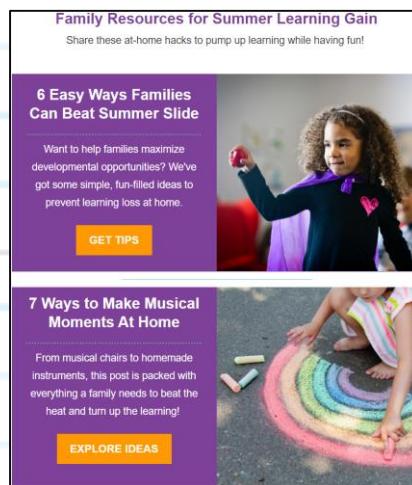 Family Resources for Summer Learning Gain
Share these at-home hacks to pump up learning while having fun!
6 Easy Ways Families
Can Beat Summer Slide
Want to help families maximize
developmental opportunities? We've
got some simple, fun-filled ideas to
prevent learning loss at home.
GET TIPS
7 Ways to Make Musical
Moments At Home
From musical chairs to homemade
instruments, this post is packed with
everything a family needs to beat the
heat and turn up the learning!
EXPLORE IDEAS